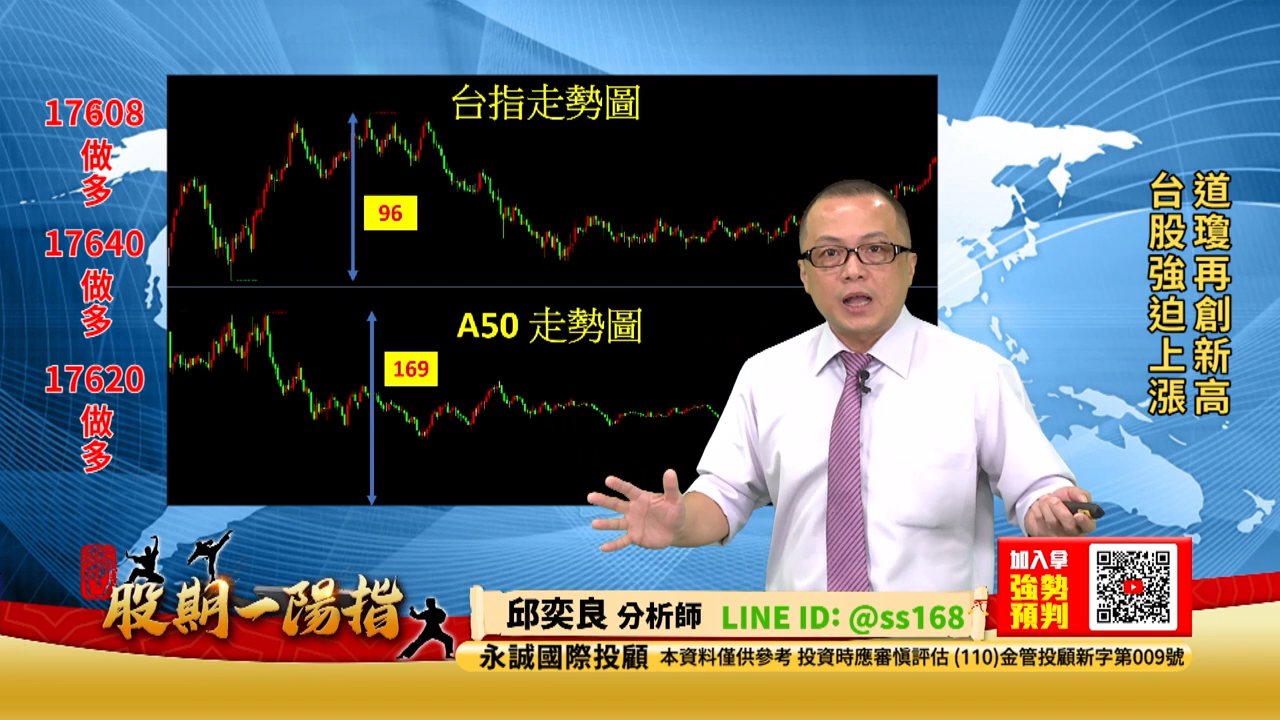 17608
做
多
17640
做
多
17620
做
多
台指走勢圖
96
A50 走勢圖
169
道瓊再創新高
台股強迫上漲
股期一陽指
邱奕良 分析師 LINE ID: @ss168
永誠國際投顧 本資料僅供參考 投資時應審慎評估 (110)金管投顧新字第009號
加入拿
強勢
預判